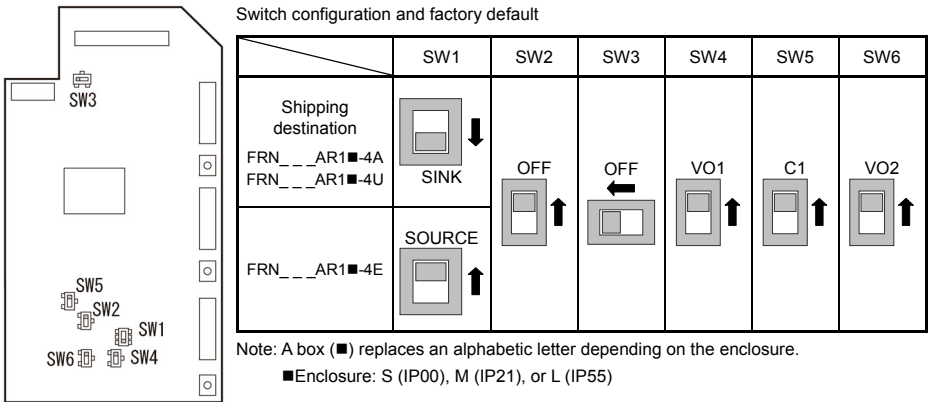 Switch configuration and factory default
SW1 SW2 SW3 SW4 SW5 SW6
Shipping
destination
FRN_ _ _AR1■-4A
FRN_ _ _AR1■-4U
SINK
OFF OFF VO1 C1 VO2
SOURCE
FRN_ _ _AR1■-4E
Note: A box (■) replaces an alphabetic letter depending on the enclosure.
■Enclosure: S (IP00), M (IP21), or L (IP55)
SW3
SW5
SW2
SW1
SW6 SW4